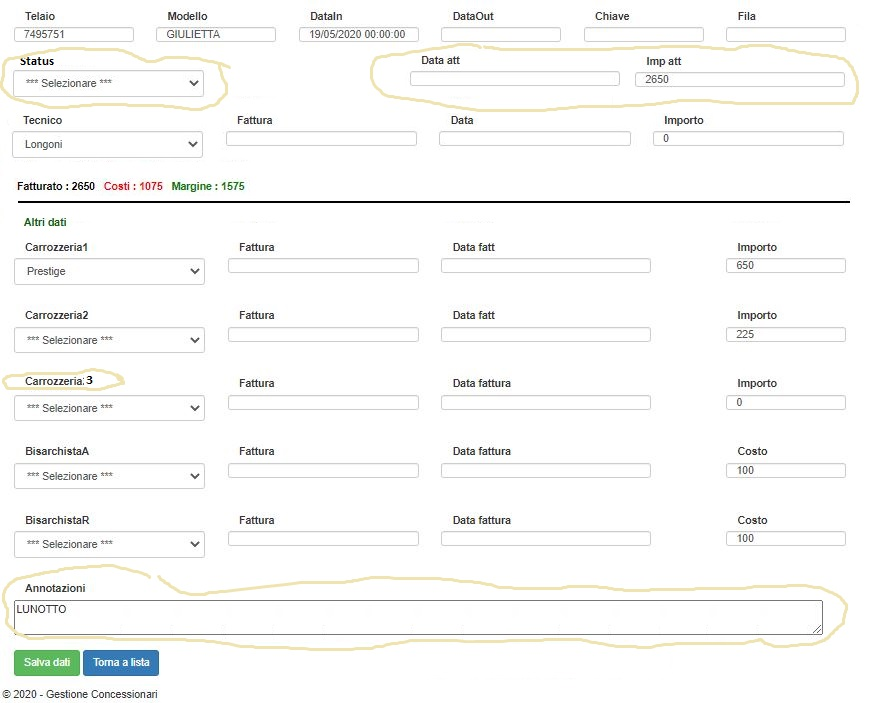 Telaio Modello DataIn DataOut Chiave Fila
7495751 GIULIETTA 19/05/2020 00:00:00
Status Data att Imp att
*** Selezionare *** 2650
Tecnico Fattura Data Importo
Longoni 0
Fatturato : 2650 Costi : 1075 Margine : 1575
Altri dati
Carrozzeria1 Fattura Data fatt Importo
Prestige 650
Carrozzeria2 Fattura Data fatt Importo
*** Selezionare *** 225
Carrozzeria:3 Fattura Data fattura Importo
*** Selezionare *** 0
BisarchistaA Fattura Data fattura Costo
*** Selezionare *** 100
BisarchistaR Fattura Data fattura Costo
*** Selezionare *** 100
Annotazioni
LUNOTTO
Salva dati Torna a lista
© 2020 - Gestione Concessionari